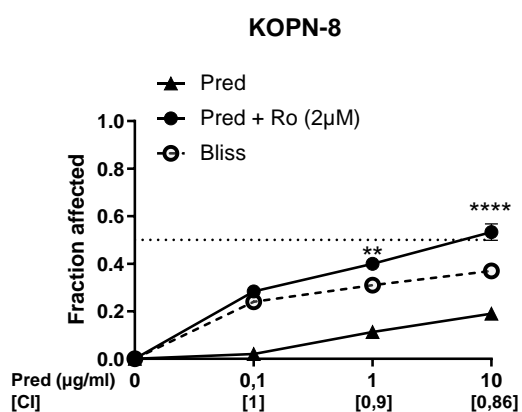 KOPN-8
Pred
Pred + Ro (2µM)
Bliss
Fraction affected
1.0
0.8
0.6
0.4
0.2
0.0
****
**
Pred (µg/ml) 0 0,1 1 10
[CI] [1] [0,9] [0,86]